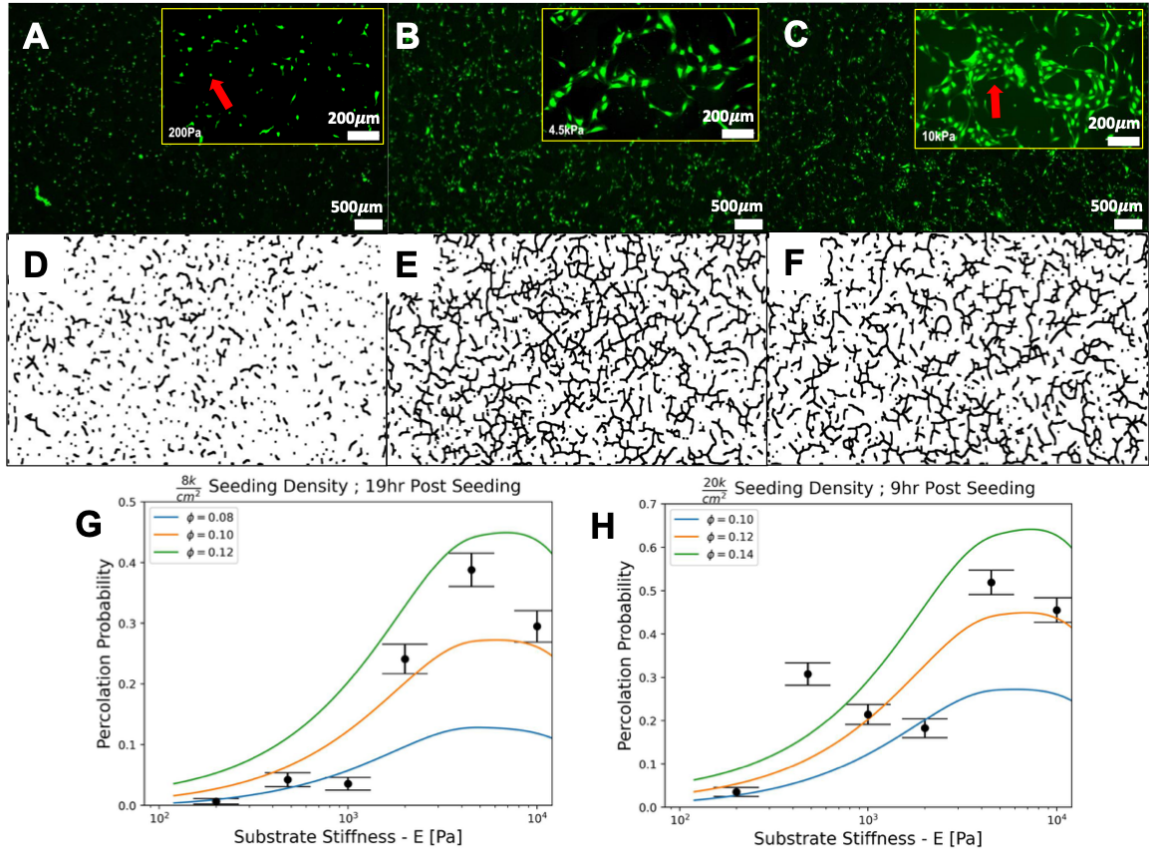 A
200Pa
200μm
500μm
B
4.5kPa
200μm
500μm
C
10kPa
200μm
500μm
D
E
F
G
8k/cm² Seeding Density ; 19hr Post Seeding
ϕ = 0.08
ϕ = 0.10
ϕ = 0.12
Percolation Probability
0.5
0.4
0.3
0.2
0.1
0.0
10²
10³
10⁴
Substrate Stiffness - E [Pa]
H
20k/cm² Seeding Density ; 9hr Post Seeding
ϕ = 0.10
ϕ = 0.12
ϕ = 0.14
Percolation Probability
0.7
0.6
0.5
0.4
0.3
0.2
0.1
0.0
10²
10³
10⁴
Substrate Stiffness - E [Pa]